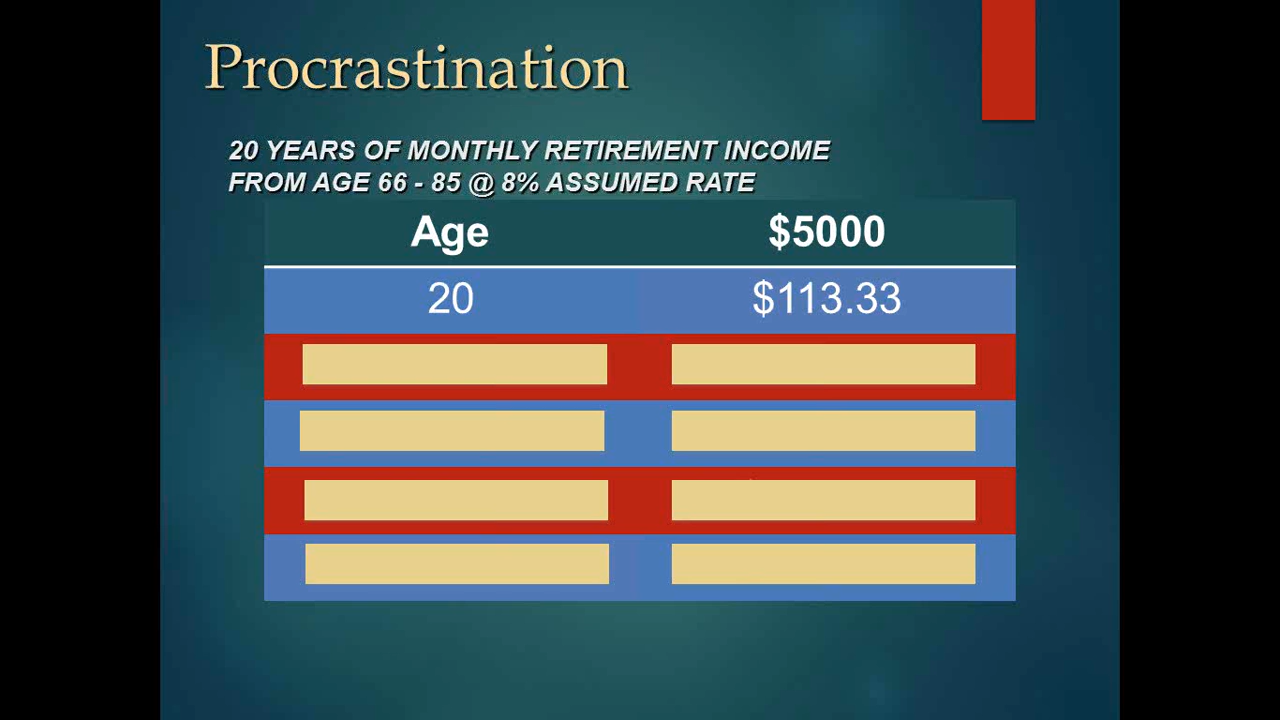 Procrastination
20 YEARS OF MONTHLY RETIREMENT INCOME
FROM AGE 66 - 85 @ 8% ASSUMED RATE
Age $5000
20 $113.33